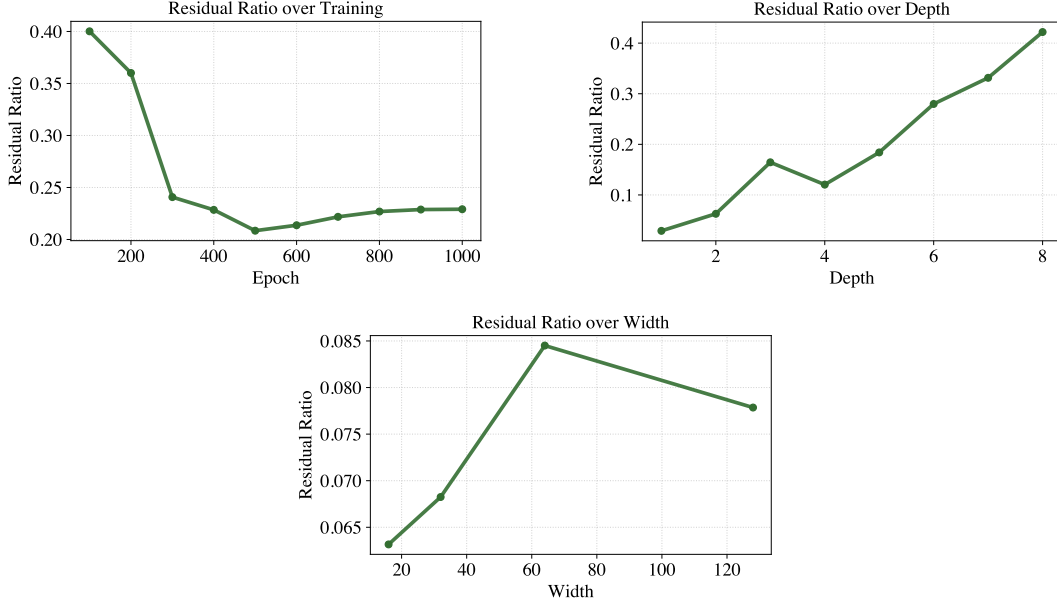 Residual Ratio over Training
Residual Ratio
0.40
0.35
0.30
0.25
0.20
200 400 600 800 1000
Epoch
Residual Ratio over Depth
Residual Ratio
0.4
0.3
0.2
0.1
2 4 6 8
Depth
Residual Ratio over Width
Residual Ratio
0.085
0.080
0.075
0.070
0.065
20 40 60 80 100 120
Width